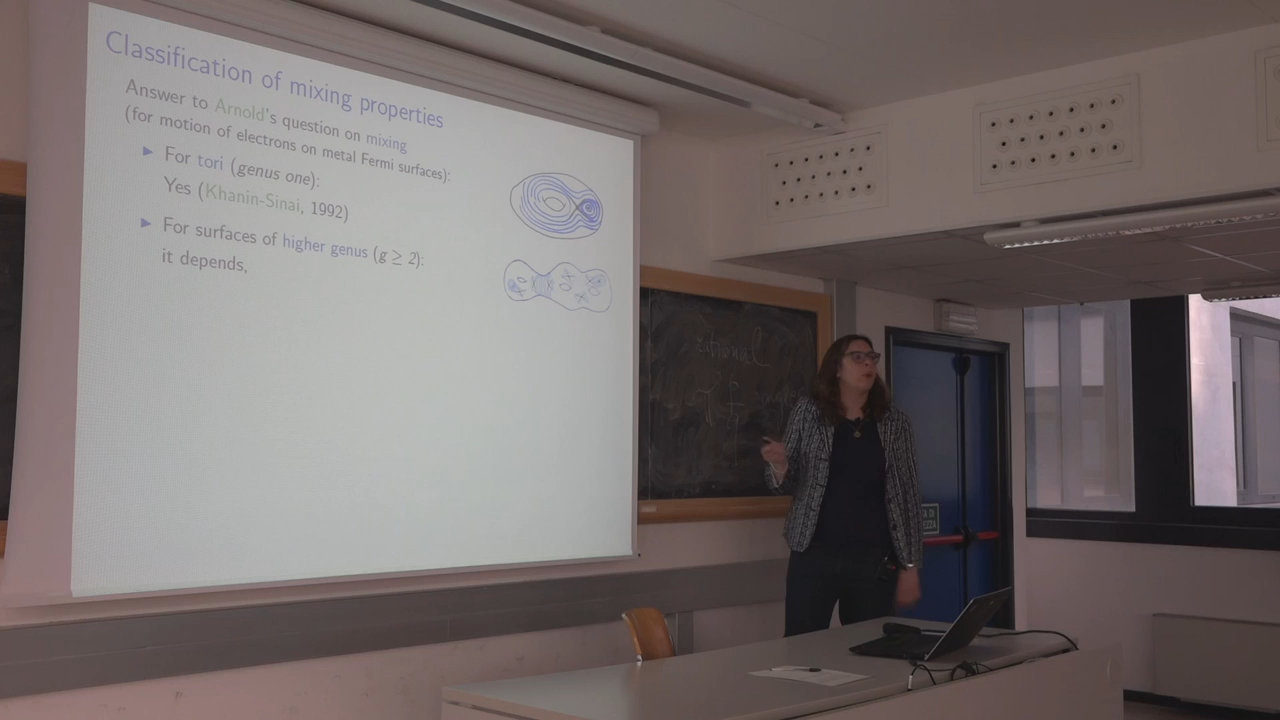 Classification of mixing properties
Answer to Arnold's question on mixing
(for motion of electrons on metal Fermi surfaces):
▶ For tori (genus one):
Yes (Khanin-Sinai, 1992)
▶ For surfaces of higher genus (g ≥ 2):
it depends,